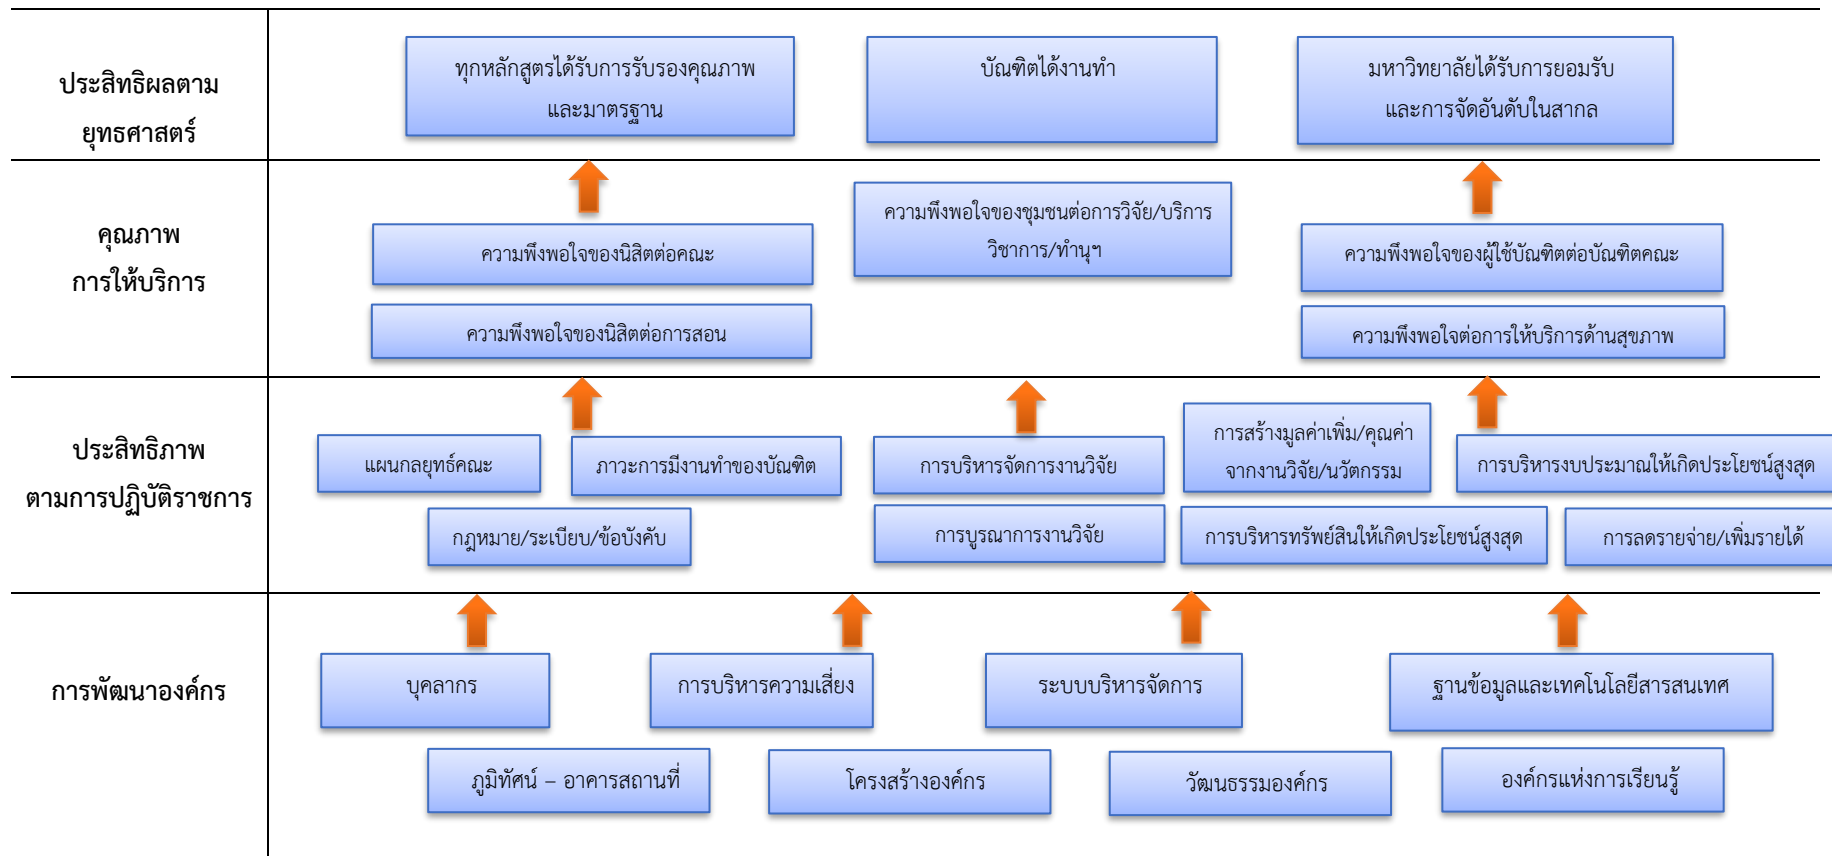 ประสิทธิผลตาม
ยุทธศาสตร์
ทุกหลักสูตรได้รับการรับรองคุณภาพ
และมาตรฐาน
บัณฑิตได้งานทำ
มหาวิทยาลัยได้รับการยอมรับ
และการจัดอันดับในสากล
คุณภาพ
การให้บริการ
ความพึงพอใจของนิสิตต่อคณะ
ความพึงพอใจของชุมชนต่อการวิจัย/บริการ
วิชาการ/ทำนุฯ
ความพึงพอใจของผู้ใช้บัณฑิตต่อบัณฑิตคณะ
ความพึงพอใจของนิสิตต่อการสอน
ความพึงพอใจต่อการให้บริการด้านสุขภาพ
ประสิทธิภาพ
ตามการปฏิบัติราชการ
แผนกลยุทธ์คณะ
ภาวะการมีงานทำของบัณฑิต
การบริหารจัดการงานวิจัย
การสร้างมูลค่าเพิ่ม/คุณค่า
จากงานวิจัย/นวัตกรรม
การบริหารงบประมาณให้เกิดประโยชน์สูงสุด
กฎหมาย/ระเบียบ/ข้อบังคับ
การบูรณาการงานวิจัย
การบริหารทรัพย์สินให้เกิดประโยชน์สูงสุด
การลดรายจ่าย/เพิ่มรายได้
การพัฒนาองค์กร
บุคลากร
การบริหารความเสี่ยง
ระบบบริหารจัดการ
ฐานข้อมูลและเทคโนโลยีสารสนเทศ
ภูมิทัศน์ – อาคารสถานที่
โครงสร้างองค์กร
วัฒนธรรมองค์กร
องค์กรแห่งการเรียนรู้